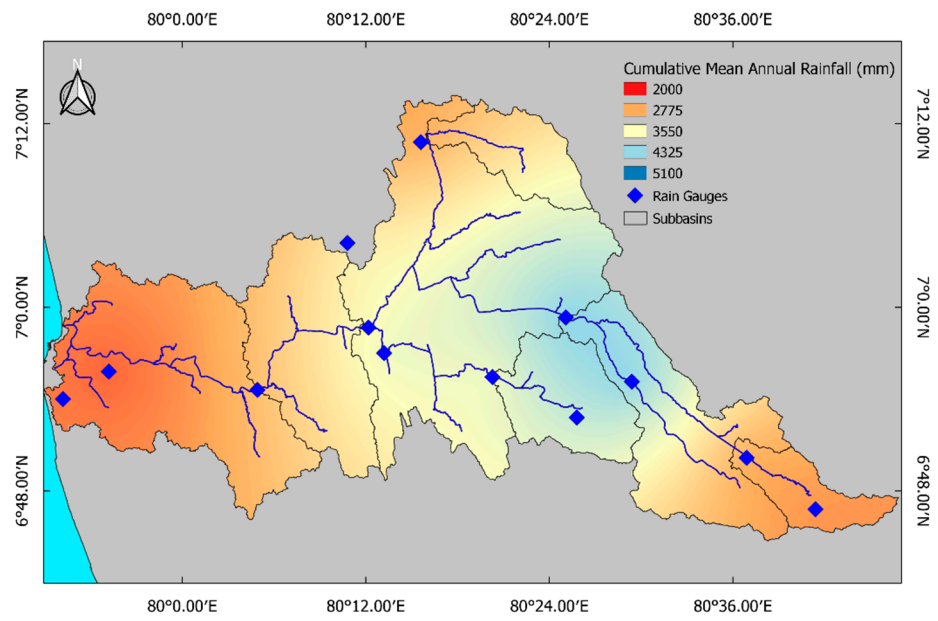 80°0.00'E 80°12.00'E 80°24.00'E 80°36.00'E
N
Cumulative Mean Annual Rainfall (mm)
2000
2775
3550
4325
5100
Rain Gauges
Subbasins
7°12.00'N 7°12.00'N
7°0.00'N 7°0.00'N
6°48.00'N 6°48.00'N
80°0.00'E 80°12.00'E 80°24.00'E 80°36.00'E